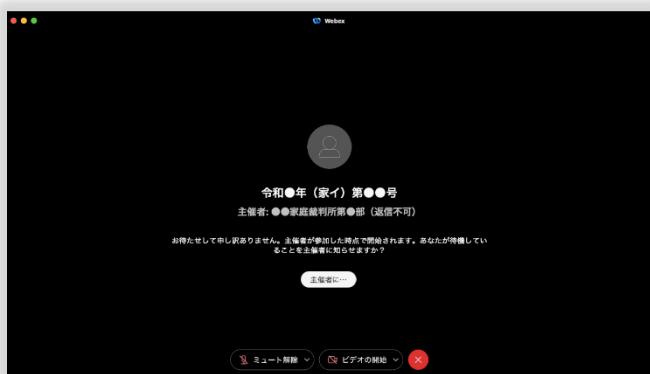 Webex
令和●年（家イ）第●●号
主催者: ●●家庭裁判所第●部（返信不可）
お待たせして申し訳ありません。主催者が参加した時点で開始されます。あなたが待機してい
ることを主催者に知らせますか？
主催者に…
ミュート解除
ビデオの開始